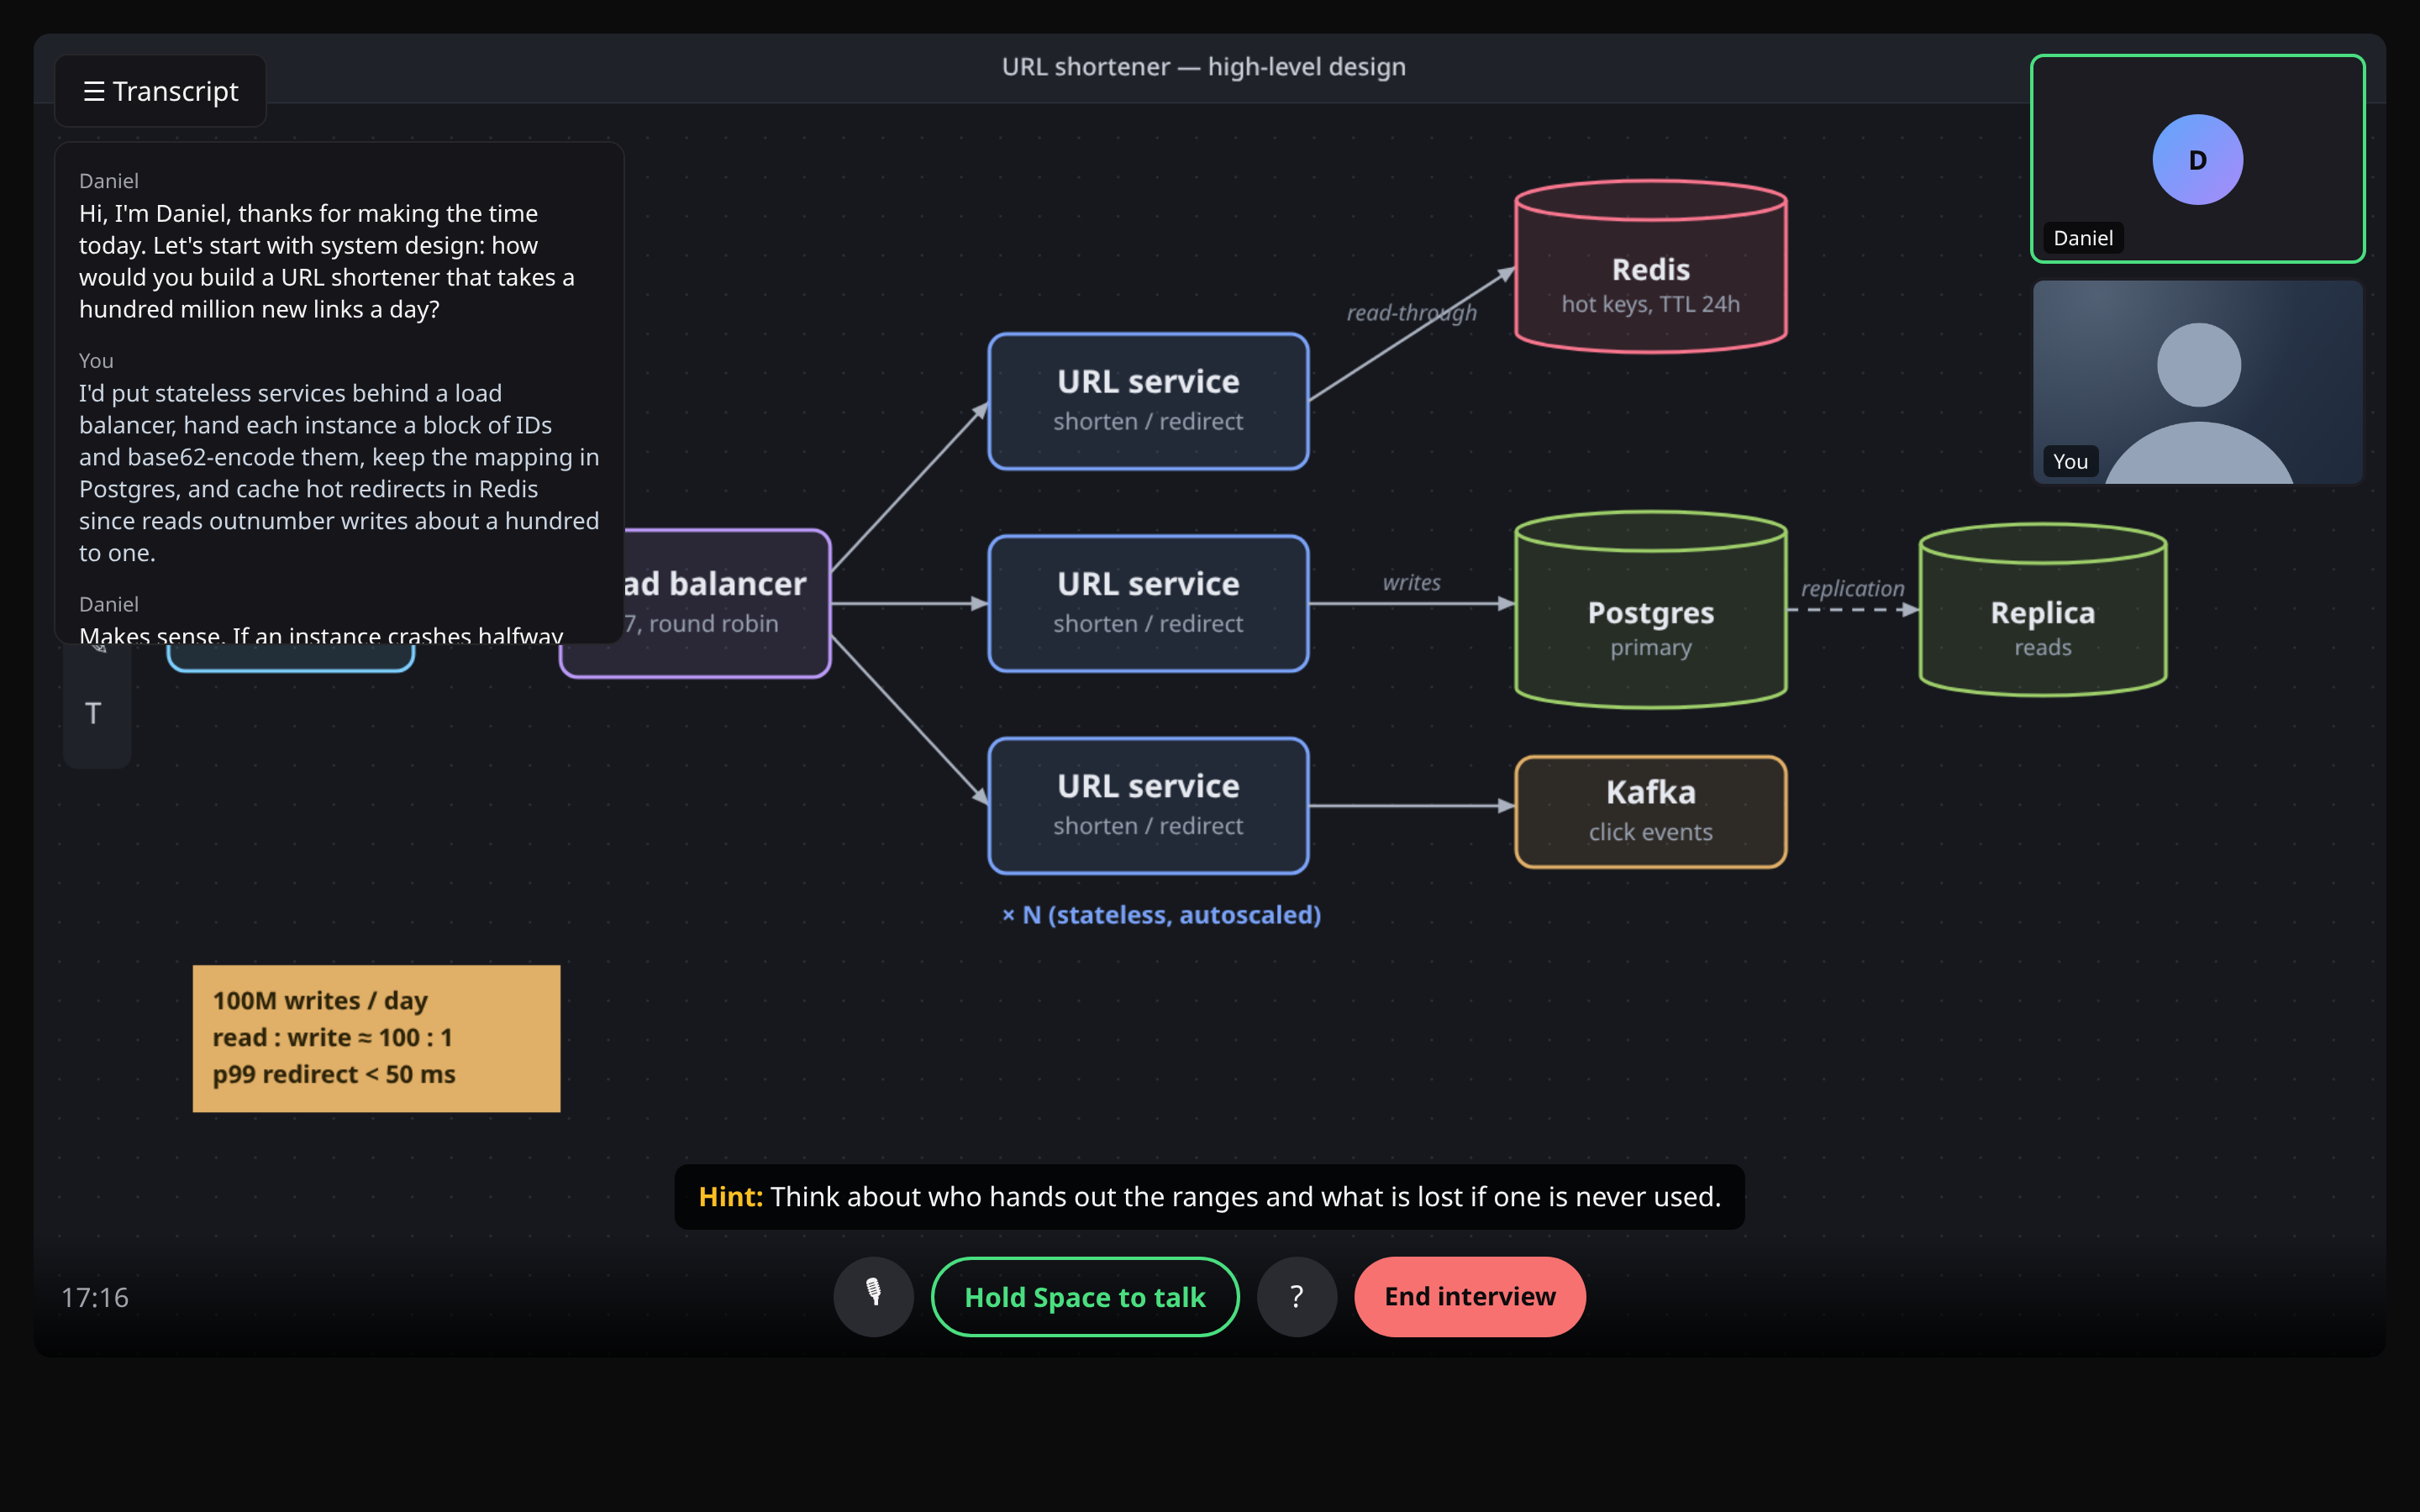 URL shortener — high-level design
☰ Transcript
Daniel
Hi, I'm Daniel, thanks for making the time
today. Let's start with system design: how
would you build a URL shortener that takes a
hundred million new links a day?
You
I'd put stateless services behind a load
balancer, hand each instance a block of IDs
and base62-encode them, keep the mapping in
Postgres, and cache hot redirects in Redis
since reads outnumber writes about a hundred
to one.
Daniel
Makes sense. If an instance crashes halfway
T
ad balancer
7, round robin
URL service
shorten / redirect
URL service
shorten / redirect
URL service
shorten / redirect
× N (stateless, autoscaled)
read-through
Redis
hot keys, TTL 24h
writes
Postgres
primary
replication
Replica
reads
Kafka
click events
D
Daniel
You
100M writes / day
read : write ≈ 100 : 1
p99 redirect < 50 ms
Hint: Think about who hands out the ranges and what is lost if one is never used.
17:16
Hold Space to talk
?
End interview